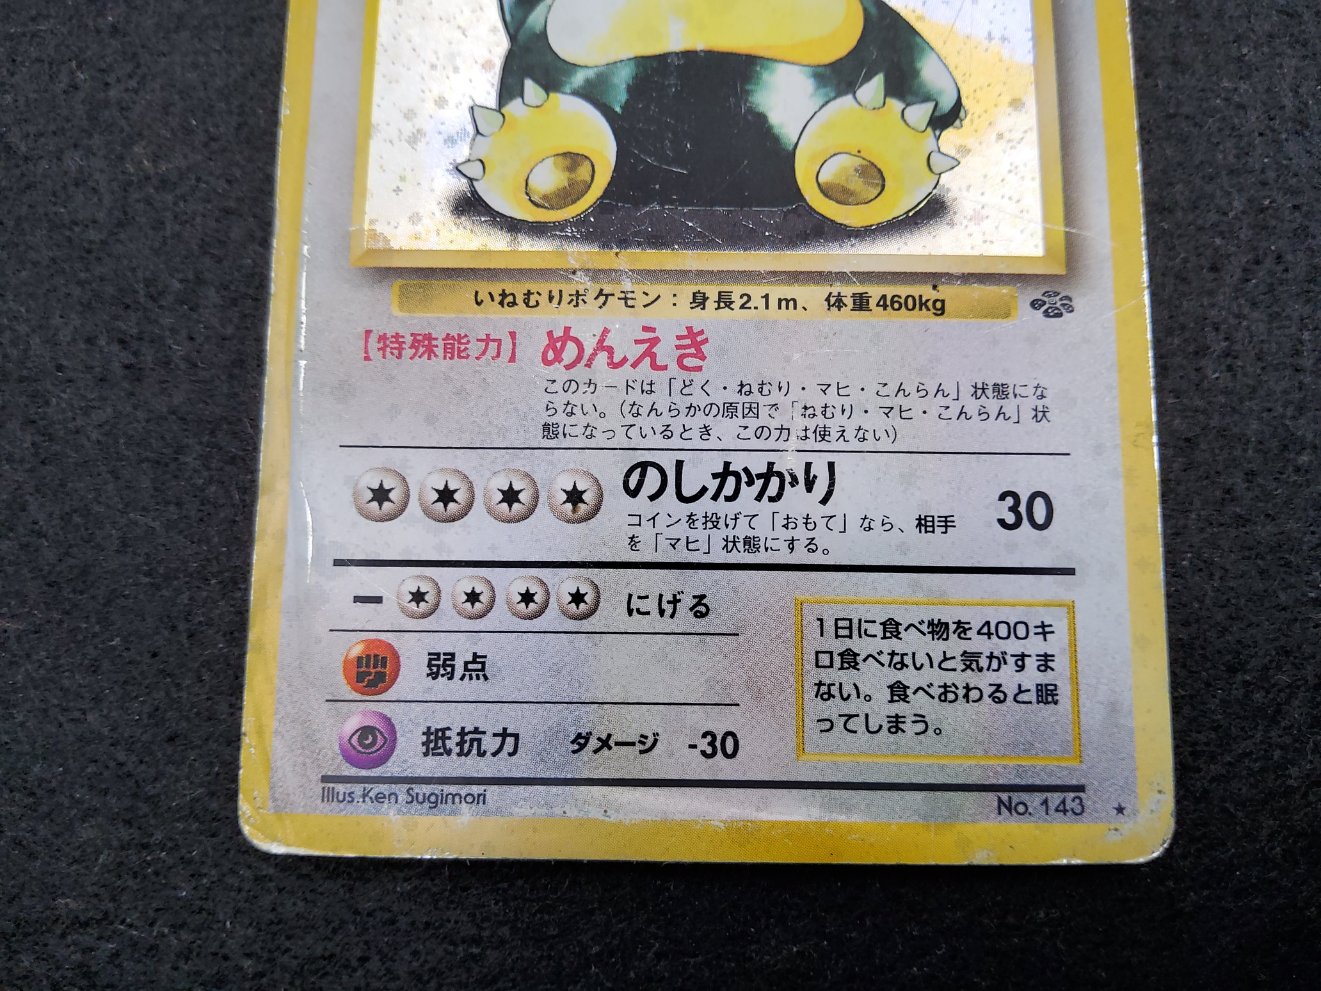 いねむりポケモン：身長2.1m、体重460kg
【特殊能力】 めんえき
このカードは「どく・ねむり・マヒ・こんらん」状態にな
らない。(なんらかの原因で「ねむり・マヒ・こんらん」状
態になっているとき、この力は使えない)
のしかかり 30
コインを投げて「おもて」なら、相手
を「マヒ」状態にする。
− にげる
弱点
抵抗力 ダメージ -30
1日に食べ物を400キ
ロ食べないと気がすま
ない。食べおわると眠
ってしまう。
Illus.Ken Sugimori
No. 143 ★